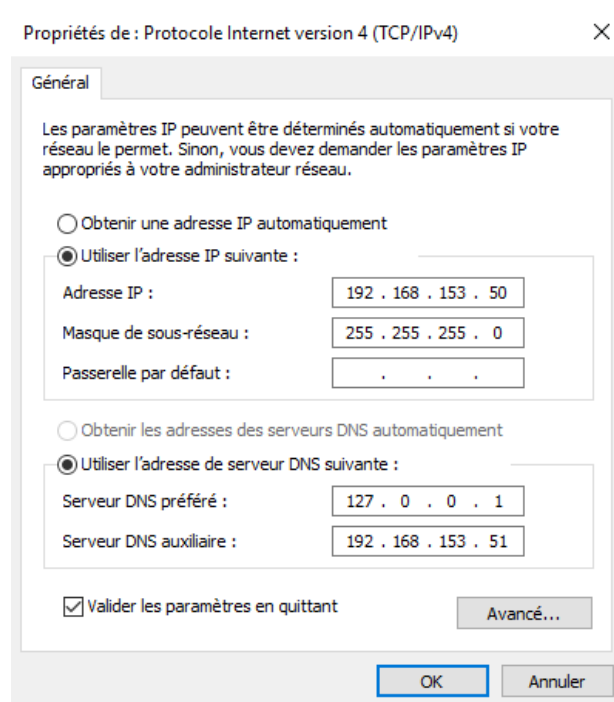 Propriétés de : Protocole Internet version 4 (TCP/IPv4)
Général
Les paramètres IP peuvent être déterminés automatiquement si votre
réseau le permet. Sinon, vous devez demander les paramètres IP
appropriés à votre administrateur réseau.
Obtenir une adresse IP automatiquement
Utiliser l'adresse IP suivante :
Adresse IP : 192 . 168 . 153 . 50
Masque de sous-réseau : 255 . 255 . 255 . 0
Passerelle par défaut : . . .
Obtenir les adresses des serveurs DNS automatiquement
Utiliser l'adresse de serveur DNS suivante :
Serveur DNS préféré : 127 . 0 . 0 . 1
Serveur DNS auxiliaire : 192 . 168 . 153 . 51
Valider les paramètres en quittant
Avancé...
OK Annuler